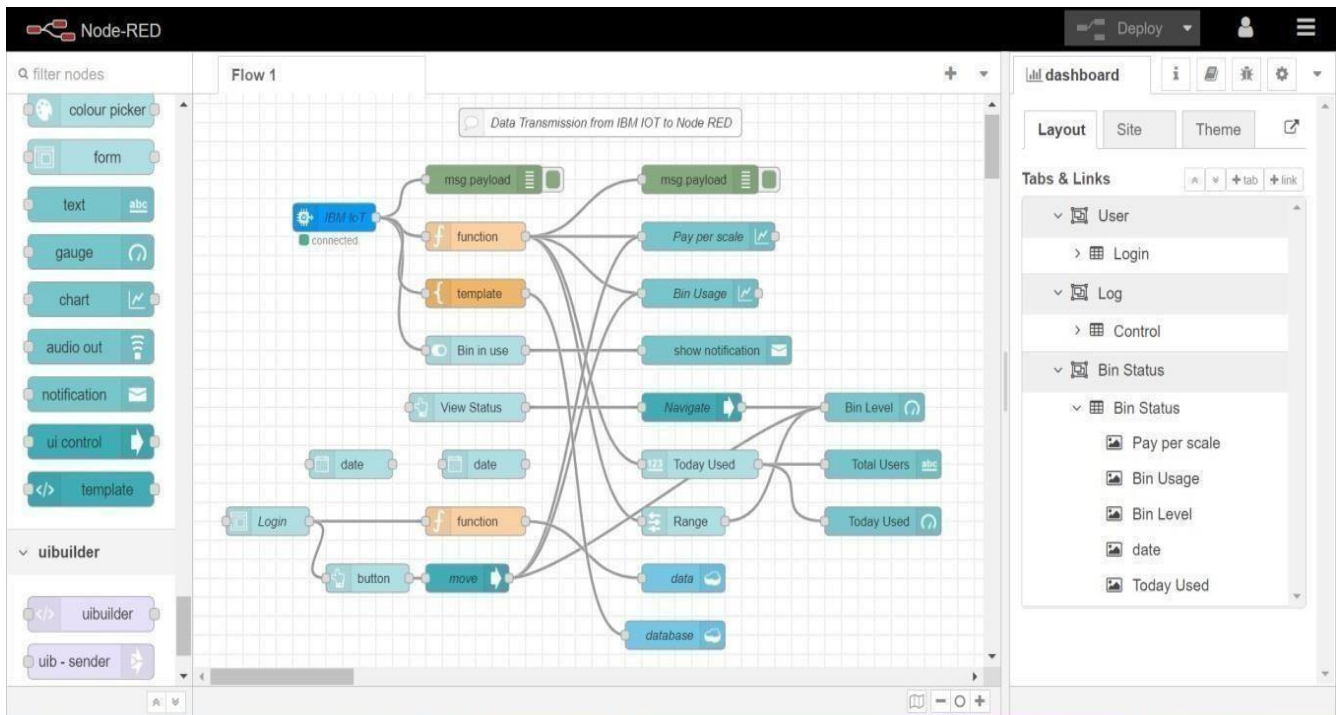 Node-RED
Deploy
filter nodes
colour picker
form
text
abc
gauge
chart
audio out
notification
ui control
template
uibuilder
uibuilder
uib - sender
Flow 1
Data Transmission from IBM IOT to Node RED
msg.payload
msg.payload
IBM IoT
connected
function
Pay per scale
template
Bin Usage
Bin in use
show notification
View Status
Navigate
Bin Level
date
date
123
Today Used
Total Users
abc
Login
function
Range
Today Used
button
move
data
database
dashboard
i
Layout
Site
Theme
Tabs & Links
+ tab
+ link
User
Login
Log
Control
Bin Status
Bin Status
Pay per scale
Bin Usage
Bin Level
date
Today Used